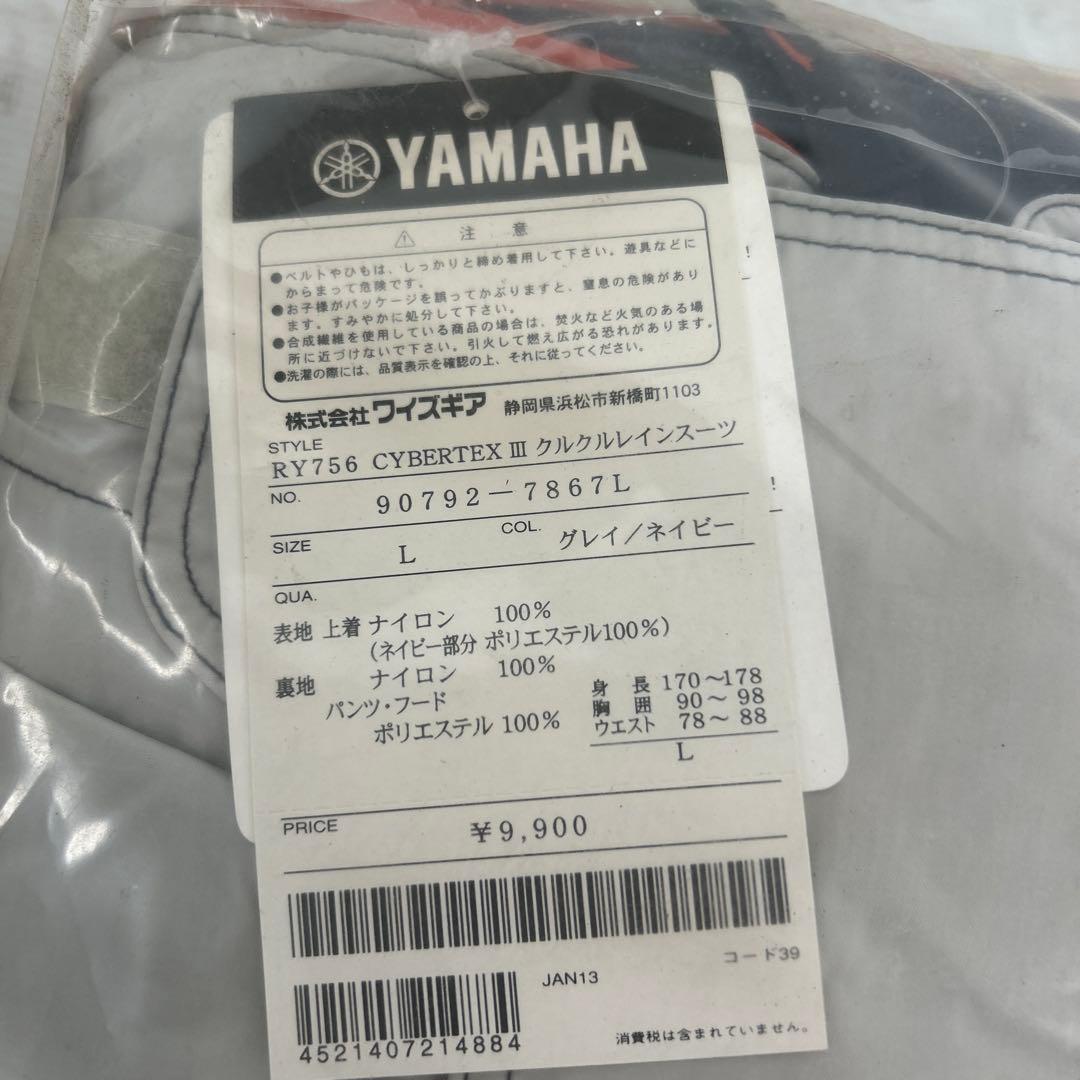 YAMAHA
注 意
●ベルトやひもは、しっかりと締め着用して下さい。遊具などに
からまって危険です。
●お子様がパッケージを誤ってかぶりますと、窒息の危険があり
ます。すみやかに処分して下さい。
●合成繊維を使用している商品の場合は、焚火など火気のある場
所に近づけないで下さい。引火して燃え広がる恐れがあります。
●洗濯の際には、品質表示を確認の上、それに従ってください。
株式会社ワイズギア 静岡県浜松市新橋町1103
STYLE
RY756 CYBERTEX Ⅲ クルクルレインスーツ
NO.
90792-7867L
SIZE L COL. グレイ/ネイビー
QUA.
表地 上着 ナイロン 100%
(ネイビー部分 ポリエステル100%)
裏地 ナイロン 100%
パンツ・フード
ポリエステル 100%
身 長 170~178
胸 囲 90~98
ウエスト 78~88
L
PRICE ¥9,900
コード39
JAN13
4521407214884
消費税は含まれていません。